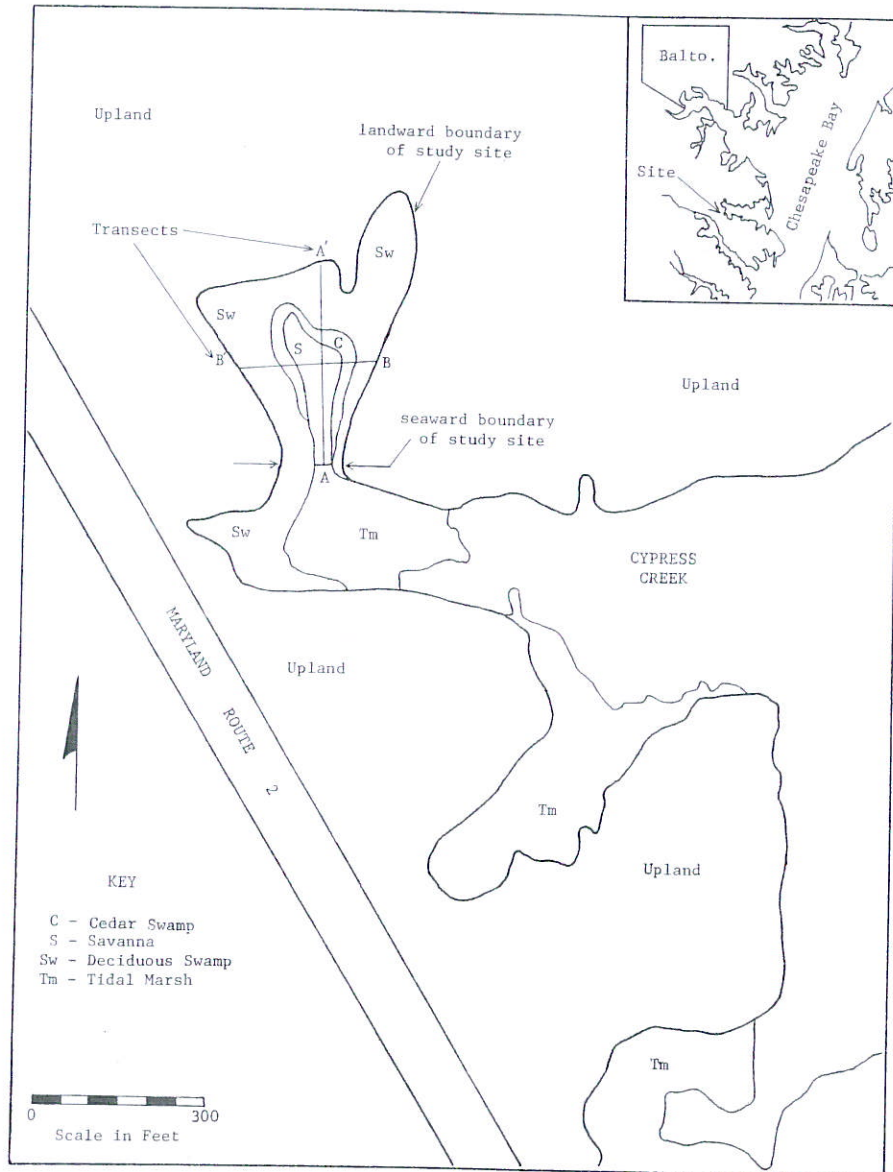 Balto.
Chesapeake Bay
Site
Upland
landward boundary
of study site
Transects
A'
Sw
Sw
S
C
B'
B
Upland
seaward boundary
of study site
A
Sw
Tm
CYPRESS
CREEK
MARYLAND ROUTE 2
Upland
Tm
Upland
KEY
C - Cedar Swamp
S - Savanna
Sw - Deciduous Swamp
Tm - Tidal Marsh
Tm
0 300
Scale in Feet